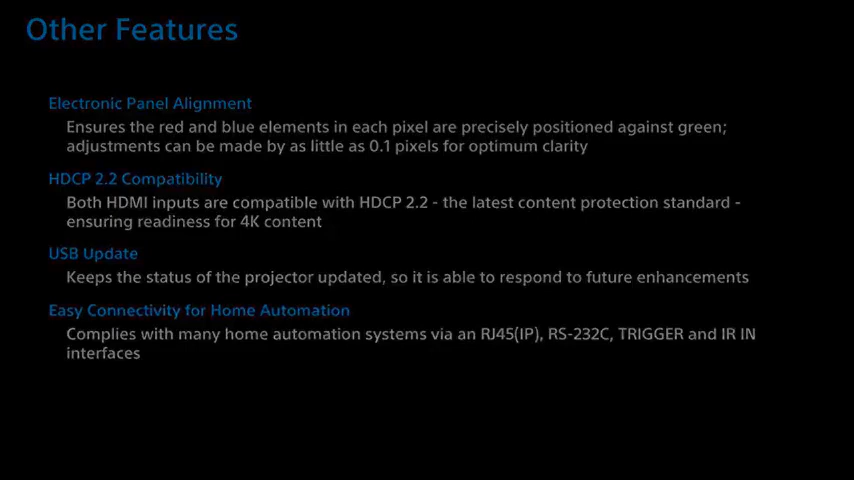 Other Features
Electronic Panel Alignment
Ensures the red and blue elements in each pixel are precisely positioned against green;
adjustments can be made by as little as 0.1 pixels for optimum clarity
HDCP 2.2 Compatibility
Both HDMI inputs are compatible with HDCP 2.2 - the latest content protection standard -
ensuring readiness for 4K content
USB Update
Keeps the status of the projector updated, so it is able to respond to future enhancements
Easy Connectivity for Home Automation
Complies with many home automation systems via an RJ45(IP), RS-232C, TRIGGER and IR IN
interfaces